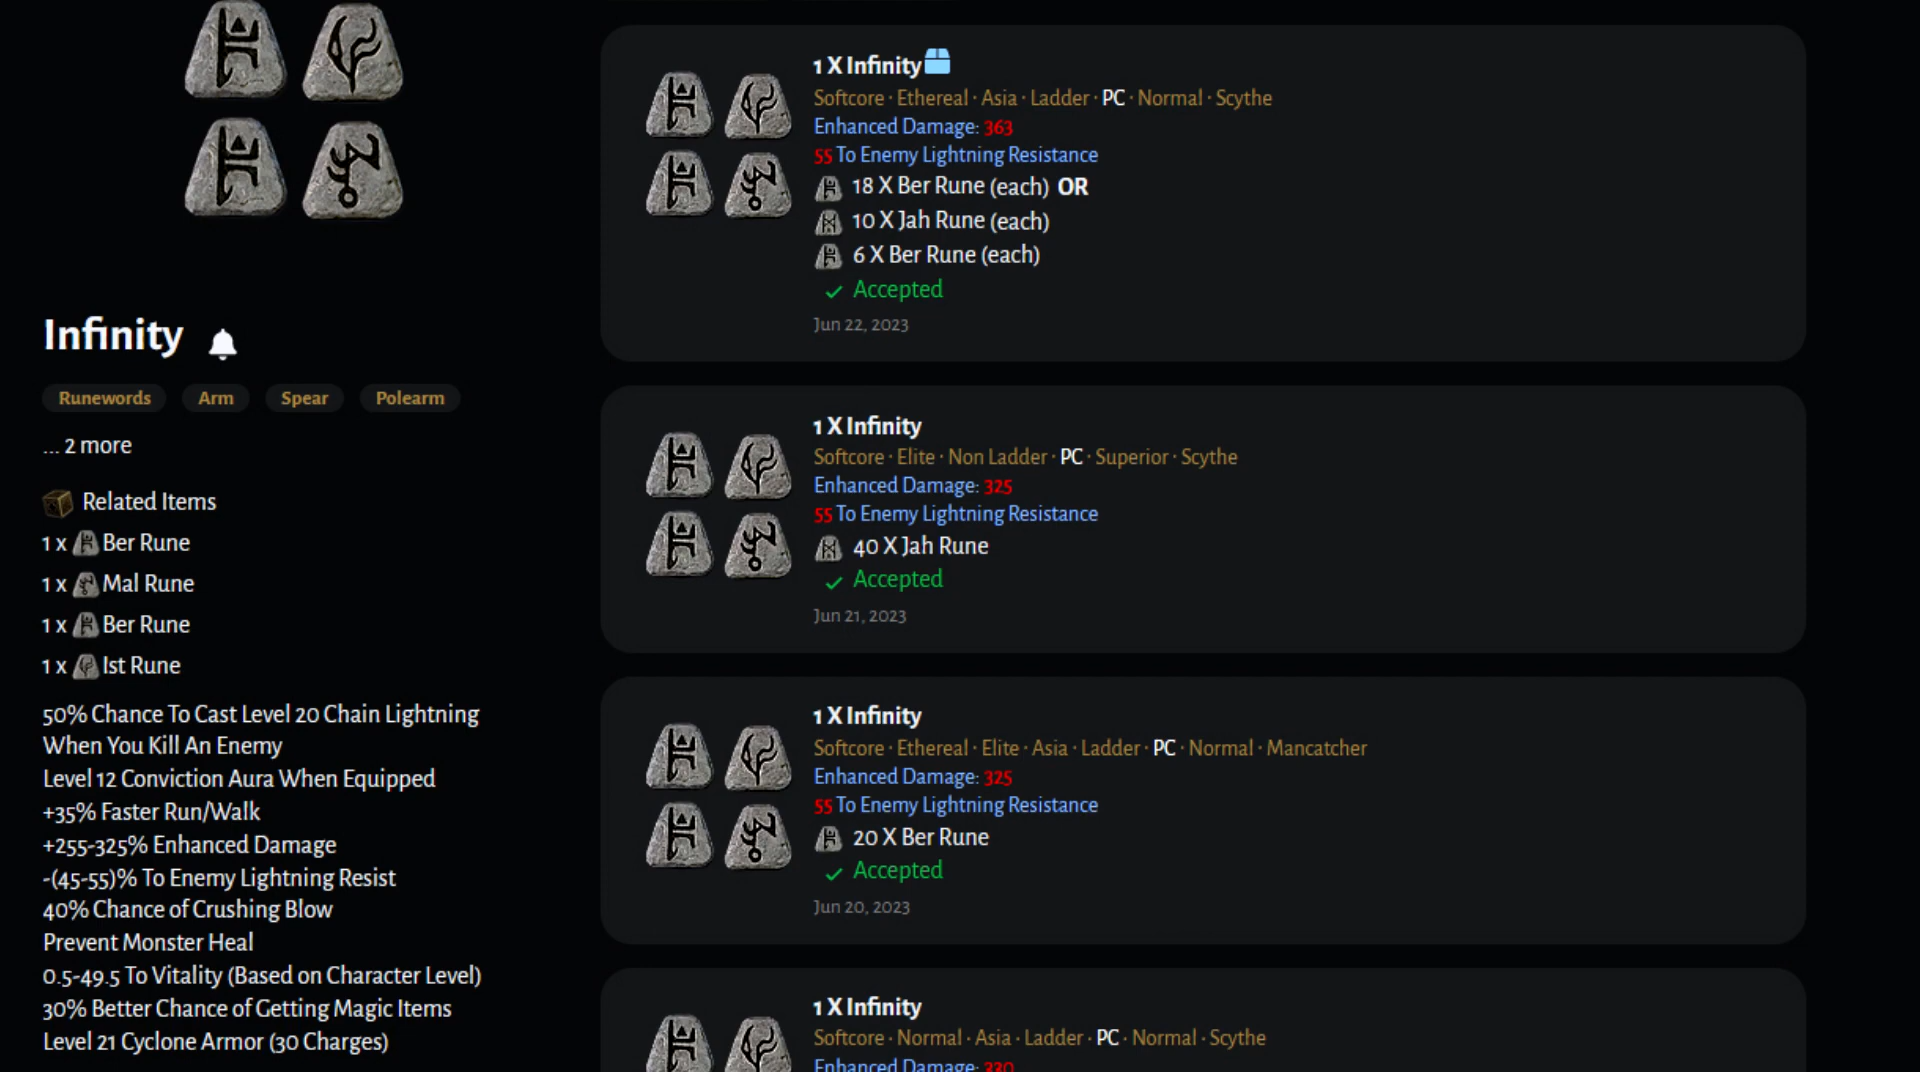 Infinity
Runewords
Arm
Spear
Polearm
... 2 more
Related Items
1 x Ber Rune
1 x Mal Rune
1 x Ber Rune
1 x Ist Rune
50% Chance To Cast Level 20 Chain Lightning
When You Kill An Enemy
Level 12 Conviction Aura When Equipped
+35% Faster Run/Walk
+255-325% Enhanced Damage
-(45-55)% To Enemy Lightning Resist
40% Chance of Crushing Blow
Prevent Monster Heal
0.5-49.5 To Vitality (Based on Character Level)
30% Better Chance of Getting Magic Items
Level 21 Cyclone Armor (30 Charges)
1 X Infinity
Softcore · Ethereal · Asia · Ladder · PC · Normal · Scythe
Enhanced Damage: 363
55 To Enemy Lightning Resistance
18 X Ber Rune (each) OR
10 X Jah Rune (each)
6 X Ber Rune (each)
Accepted
Jun 22, 2023
1 X Infinity
Softcore · Elite · Non Ladder · PC · Superior · Scythe
Enhanced Damage: 325
55 To Enemy Lightning Resistance
40 X Jah Rune
Accepted
Jun 21, 2023
1 X Infinity
Softcore · Ethereal · Elite · Asia · Ladder · PC · Normal · Mancatcher
Enhanced Damage: 325
55 To Enemy Lightning Resistance
20 X Ber Rune
Accepted
Jun 20, 2023
1 X Infinity
Softcore · Normal · Asia · Ladder · PC · Normal · Scythe
Enhanced Damage: 330